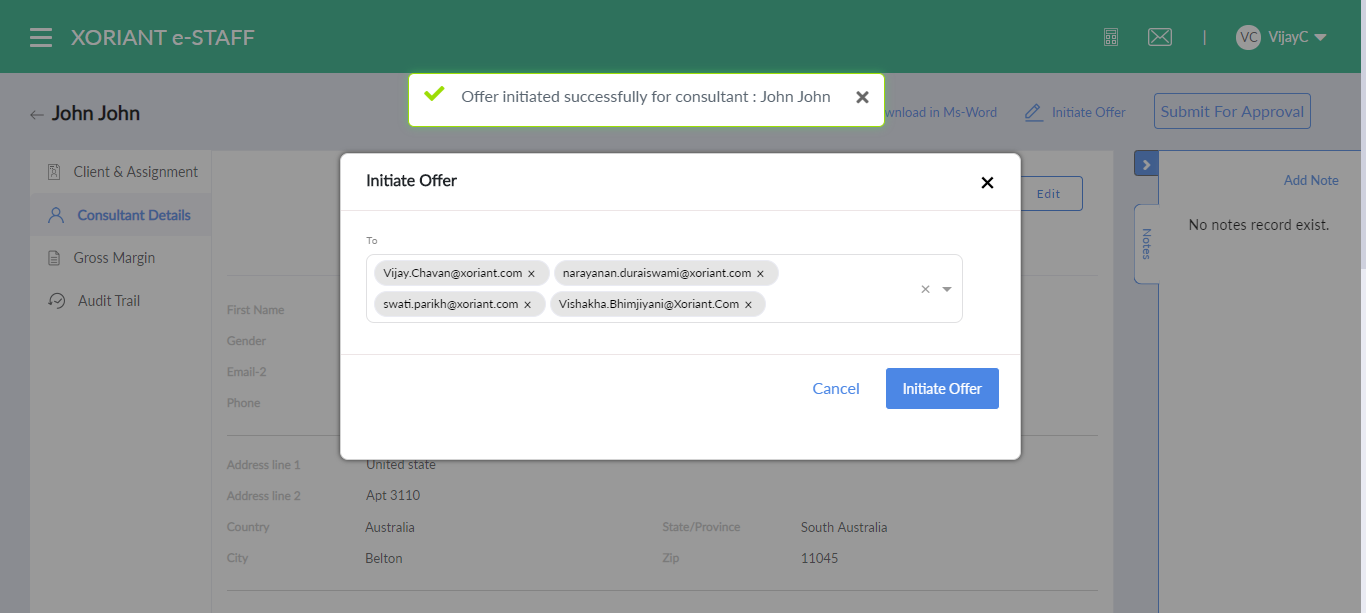 XORIANT e-STAFF
VC VijayC
Offer initiated successfully for consultant : John John
John John
wnload in Ms-Word
Initiate Offer
Submit For Approval
Client & Assignment
Consultant Details
Gross Margin
Audit Trail
Initiate Offer
Edit
To
Vijay.Chavan@xoriant.com
narayanan.duraiswami@xoriant.com
swati.parikh@xoriant.com
Vishakha.Bhimjiyani@Xoriant.Com
Cancel
Initiate Offer
Add Note
Notes
No notes record exist.
First Name
Gender
Email-2
Phone
Address line 1 United state
Address line 2 Apt 3110
Country Australia State/Province South Australia
City Belton Zip 11045